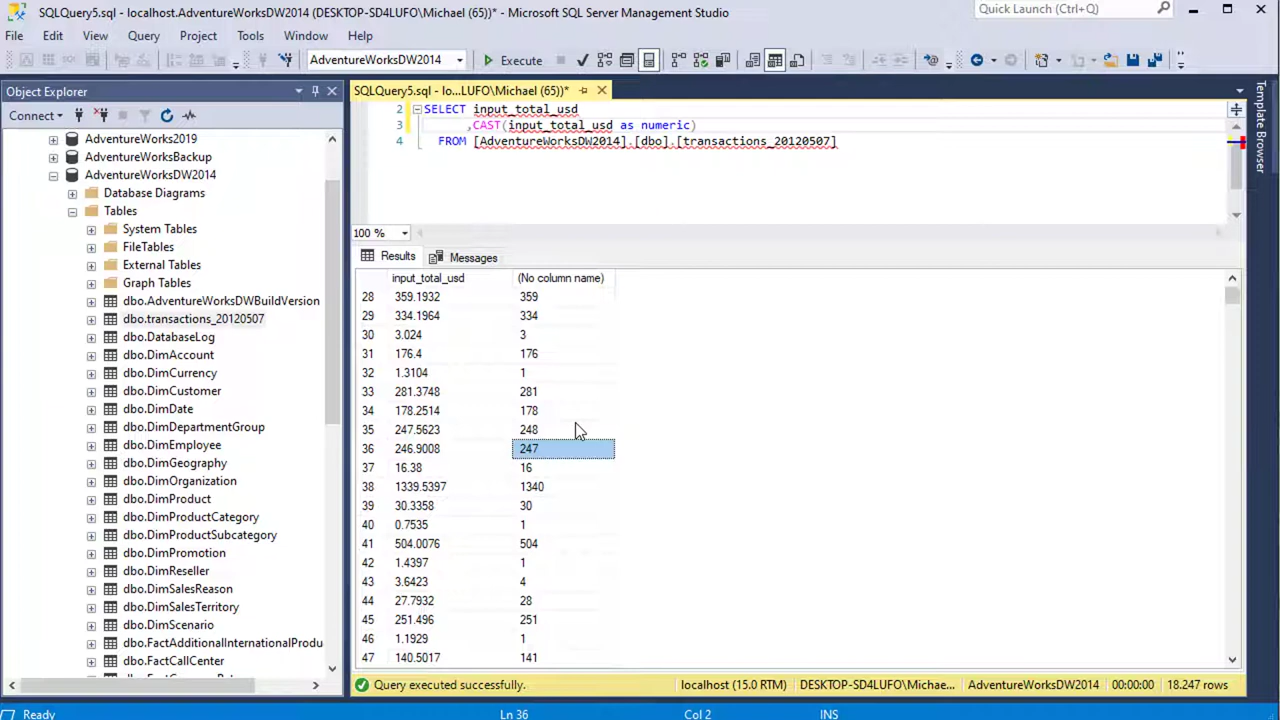 SQLQuery5.sql - localhost.AdventureWorksDW2014 (DESKTOP-SD4LUFO\Michael (65))* - Microsoft SQL Server Management Studio
Quick Launch (Ctrl+Q)
File Edit View Query Project Tools Window Help
AdventureWorksDW2014 Execute
Object Explorer
Connect
AdventureWorks2019
AdventureWorksBackup
AdventureWorksDW2014
Database Diagrams
Tables
System Tables
FileTables
External Tables
Graph Tables
dbo.AdventureWorksDWBuildVersion
dbo.transactions_20120507
dbo.DatabaseLog
dbo.DimAccount
dbo.DimCurrency
dbo.DimCustomer
dbo.DimDate
dbo.DimDepartmentGroup
dbo.DimEmployee
dbo.DimGeography
dbo.DimOrganization
dbo.DimProduct
dbo.DimProductCategory
dbo.DimProductSubcategory
dbo.DimPromotion
dbo.DimReseller
dbo.DimSalesReason
dbo.DimSalesTerritory
dbo.DimScenario
dbo.FactAdditionalInternationalProdu
dbo.FactCallCenter
SQLQuery5.sql - lo...LUFO\Michael (65))*
2 SELECT input_total_usd
3 ,CAST(input_total_usd as numeric)
4 FROM [AdventureWorksDW2014].[dbo].[transactions_20120507]
100 %
Results Messages
input_total_usd (No column name)
28 359.1932 359
29 334.1964 334
30 3.024 3
31 176.4 176
32 1.3104 1
33 281.3748 281
34 178.2514 178
35 247.5623 248
36 246.9008 247
37 16.38 16
38 1339.5397 1340
39 30.3358 30
40 0.7535 1
41 504.0076 504
42 1.4397 1
43 3.6423 4
44 27.7932 28
45 251.496 251
46 1.1929 1
47 140.5017 141
Query executed successfully. localhost (15.0 RTM) DESKTOP-SD4LUFO\Michae... AdventureWorksDW2014 00:00:00 18.247 rows
Template Browser
Ready Ln 36 Col 2 INS